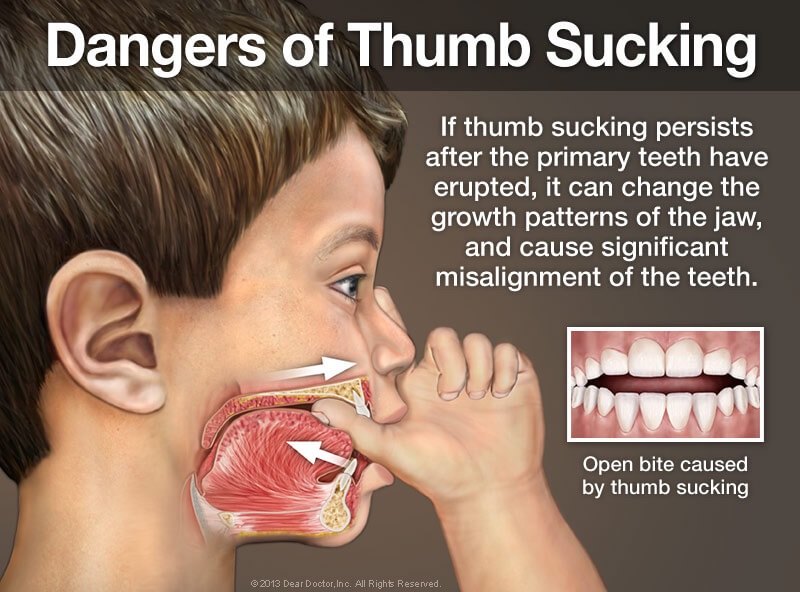 Dangers of Thumb Sucking
If thumb sucking persists
after the primary teeth have
erupted, it can change the
growth patterns of the jaw,
and cause significant
misalignment of the teeth.
Open bite caused
by thumb sucking
©2013 Dear Doctor, Inc. All Rights Reserved.